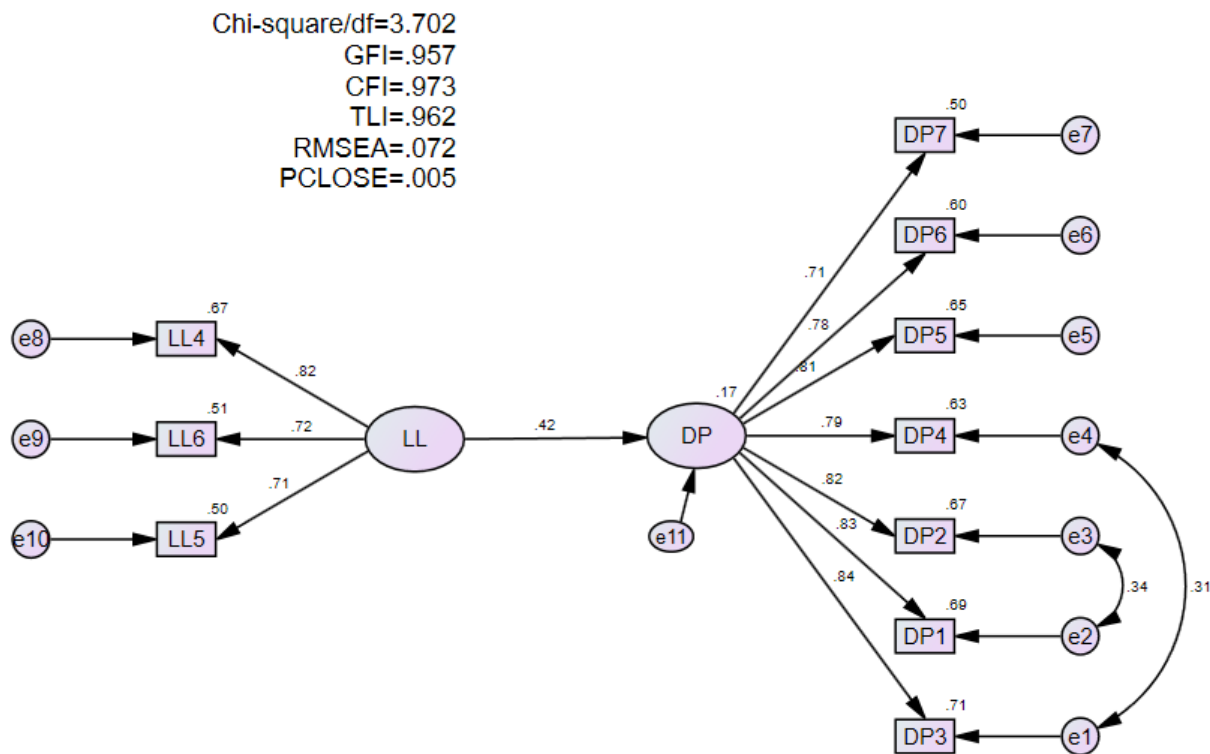 Chi-square/df=3.702
GFI=.957
CFI=.973
TLI=.962
RMSEA=.072
PCLOSE=.005
.50
DP7
e7
.60
DP6
e6
.71
.78
.65
DP5
e5
.81
.67
LL4
e8
.82
.51
LL6
e9
.72
LL
.42
.17
DP
.79
.63
DP4
e4
.71
.50
LL5
e10
e11
.82
.67
DP2
e3
.83
.34
.31
.84
.69
DP1
e2
.71
DP3
e1